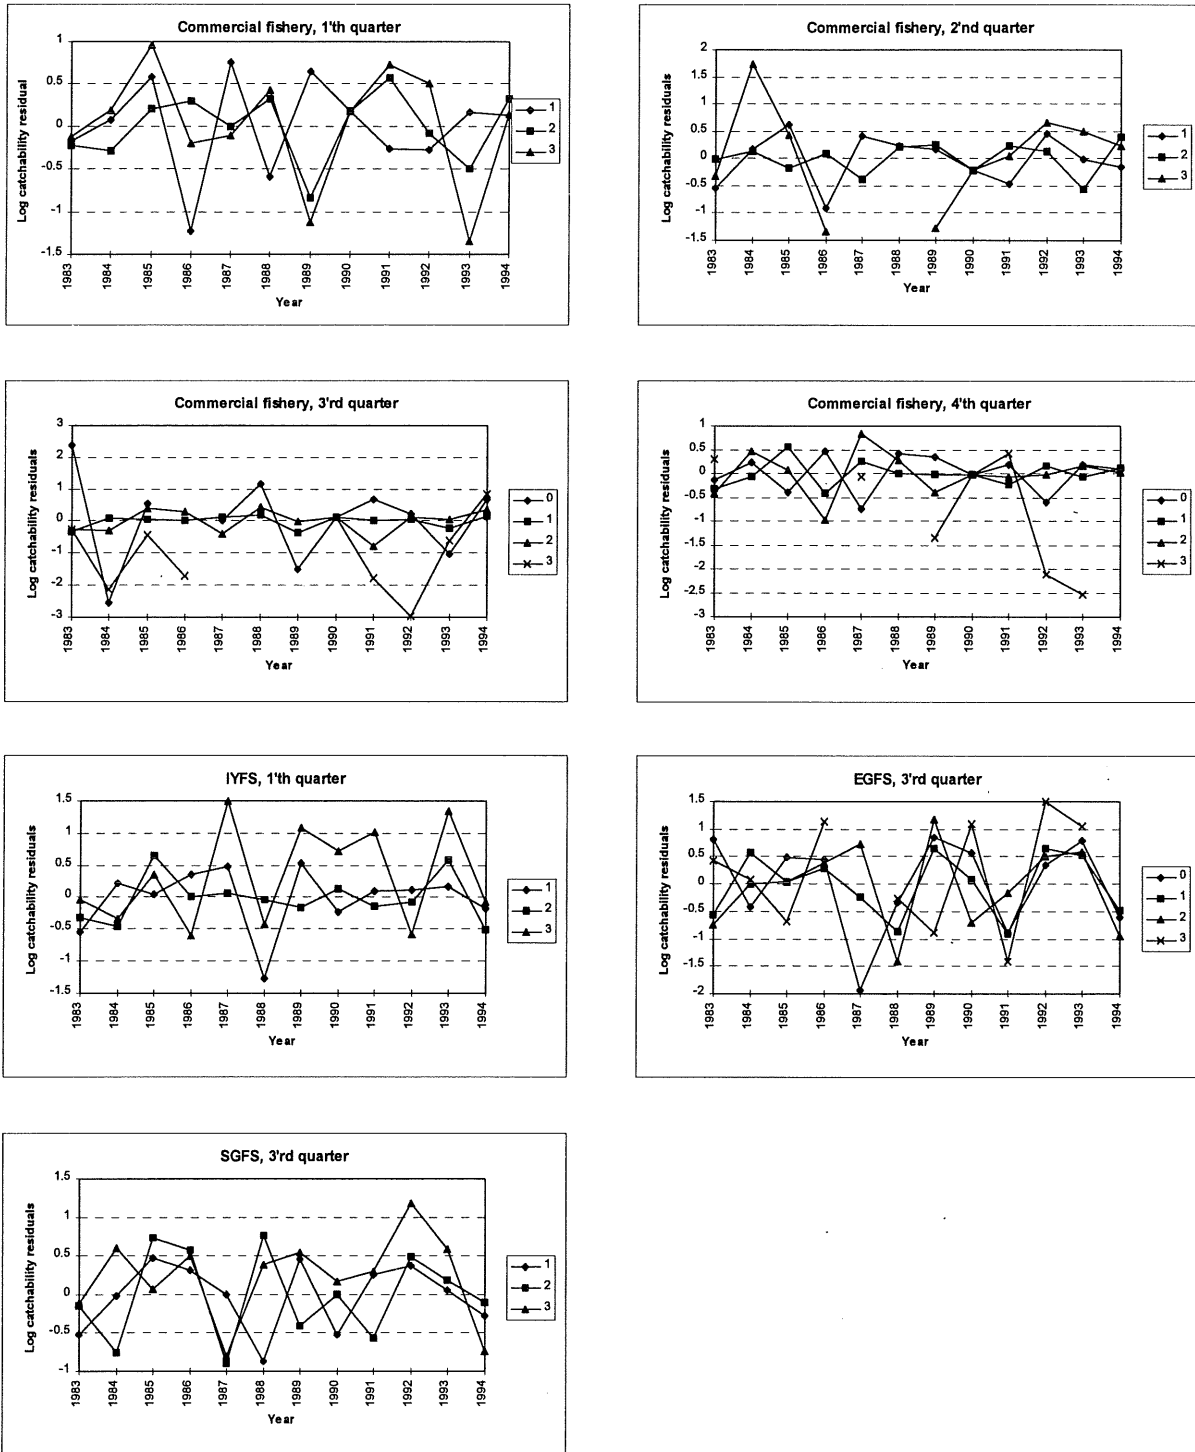 Commercial fishery, 1'th quarter
Log catchability residual
1
0.5
0
-0.5
-1
-1.5
1983 1984 1985 1986 1987 1988 1989 1990 1991 1992 1993 1994
Year
1
2
3
Commercial fishery, 2'nd quarter
Log catchability residual
2
1.5
1
0.5
0
-0.5
-1
-1.5
1983 1984 1985 1986 1987 1988 1989 1990 1991 1992 1993 1994
Year
1
2
3
Commercial fishery, 3'rd quarter
Log catchability residuals
3
2
1
0
-1
-2
-3
1983 1984 1985 1986 1987 1988 1989 1990 1991 1992 1993 1994
Year
0
1
2
3
Commercial fishery, 4'th quarter
Log catchability residuals
1
0.5
0
-0.5
-1
-1.5
-2
-2.5
-3
1983 1984 1985 1986 1987 1988 1989 1990 1991 1992 1993 1994
Year
0
1
2
3
IYFS, 1'th quarter
Log catchability residuals
1.5
1
0.5
0
-0.5
-1
-1.5
1983 1984 1985 1986 1987 1988 1989 1990 1991 1992 1993 1994
Year
1
2
3
EGFS, 3'rd quarter
Log catchability residuals
1.5
1
0.5
0
-0.5
-1
-1.5
-2
1983 1984 1985 1986 1987 1988 1989 1990 1991 1992 1993 1994
Year
0
1
2
3
SGFS, 3'rd quarter
Log catchability residuals
1.5
1
0.5
0
-0.5
-1
1983 1984 1985 1986 1987 1988 1989 1990 1991 1992 1993 1994
Year
1
2
3